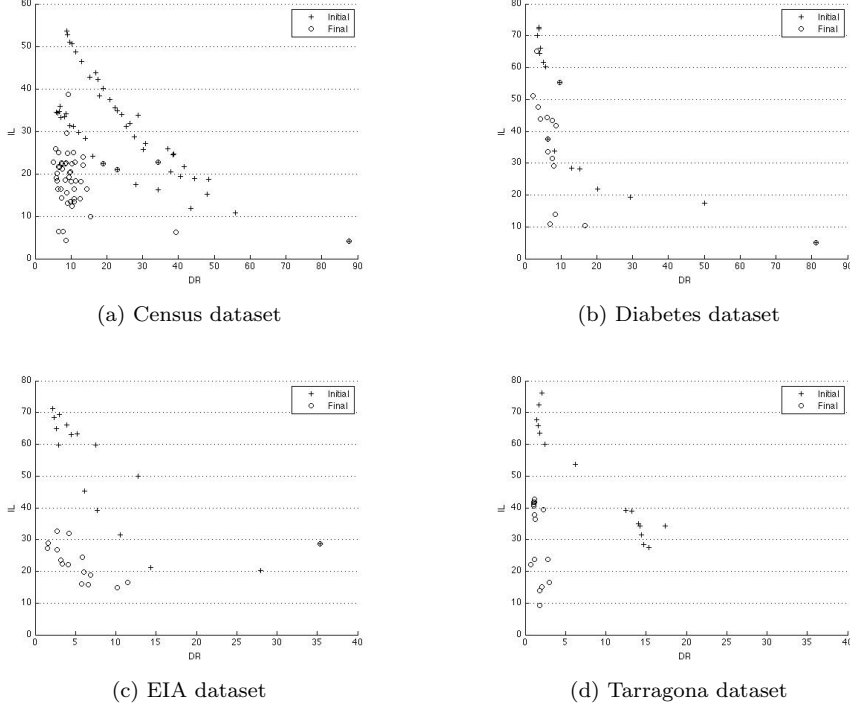 60
50
40
30
20
10
0
IL
0 10 20 30 40 50 60 70 80 90
DR
+ Initial
○ Final
(a) Census dataset
80
70
60
50
40
30
20
10
0
IL
0 10 20 30 40 50 60 70 80 90
DR
+ Initial
○ Final
(b) Diabetes dataset
80
70
60
50
40
30
20
10
0
IL
0 5 10 15 20 25 30 35 40
DR
+ Initial
○ Final
(c) EIA dataset
80
70
60
50
40
30
20
10
0
IL
0 5 10 15 20 25 30 35 40
DR
+ Initial
○ Final
(d) Tarragona dataset